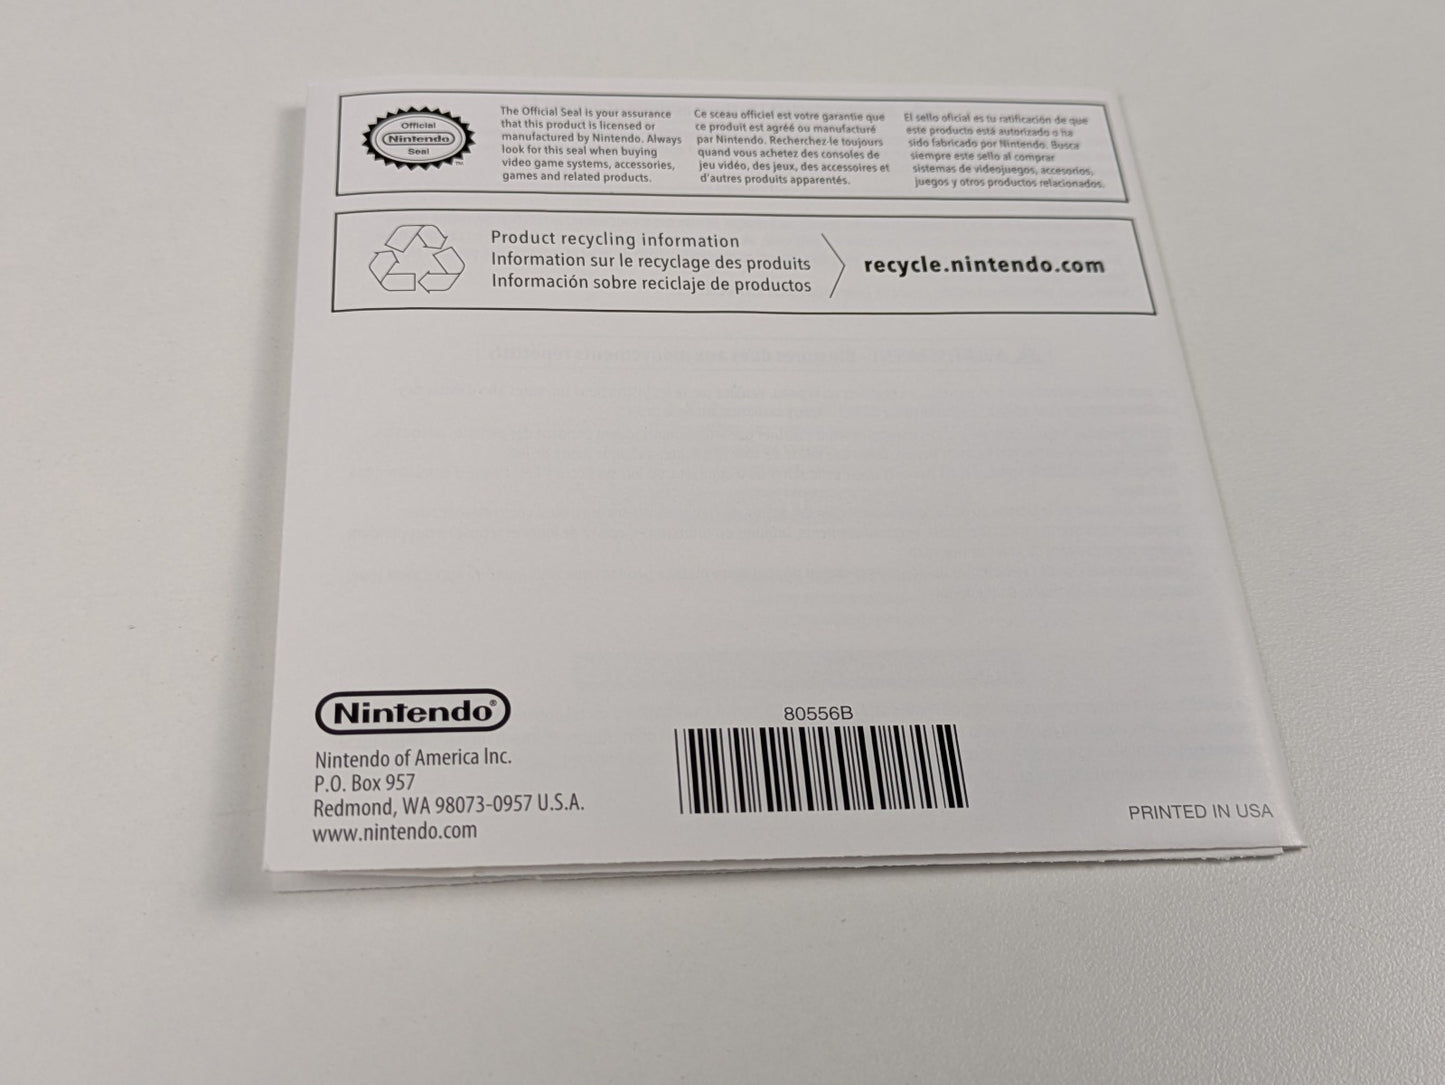 Official
Nintendo
Seal
™
The Official Seal is your assurance
that this product is licensed or
manufactured by Nintendo. Always
look for this seal when buying
video game systems, accessories,
games and related products.
Ce sceau officiel est votre garantie que
ce produit est agréé ou manufacturé
par Nintendo. Recherchez-le toujours
quand vous achetez des consoles de
jeu vidéo, des jeux, des accessoires et
d'autres produits apparentés.
El sello oficial es tu ratificación de que
este producto está autorizado o ha
sido fabricado por Nintendo. Busca
siempre este sello al comprar
sistemas de videojuegos, accesorios,
juegos y otros productos relacionados.
Product recycling information
Information sur le recyclage des produits
Información sobre reciclaje de productos
recycle.nintendo.com
Nintendo®
Nintendo of America Inc.
P.O. Box 957
Redmond, WA 98073-0957 U.S.A.
www.nintendo.com
80556B
PRINTED IN USA